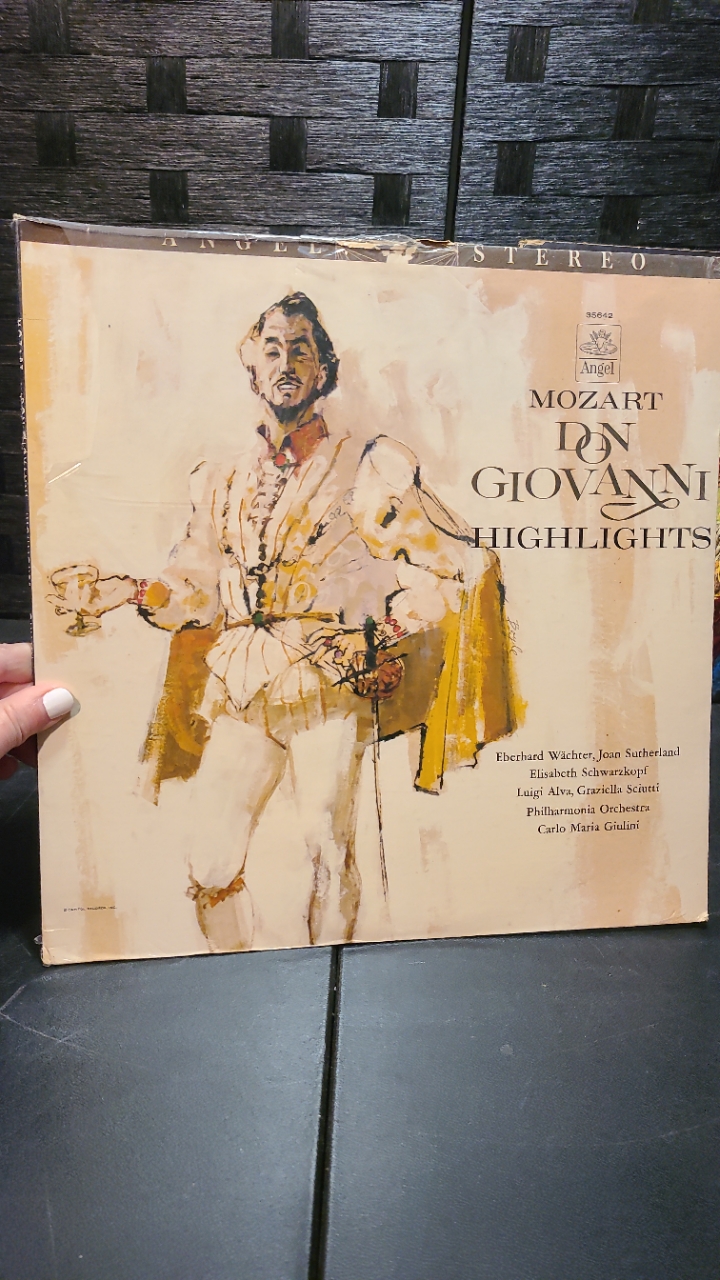 ANGEL STEREO
35642
Angel
MOZART
DON
GIOVANNI
HIGHLIGHTS
Eberhard Wächter, Joan Sutherland
Elisabeth Schwarzkopf
Luigi Alva, Graziella Sciutti
Philharmonia Orchestra
Carlo Maria Giulini